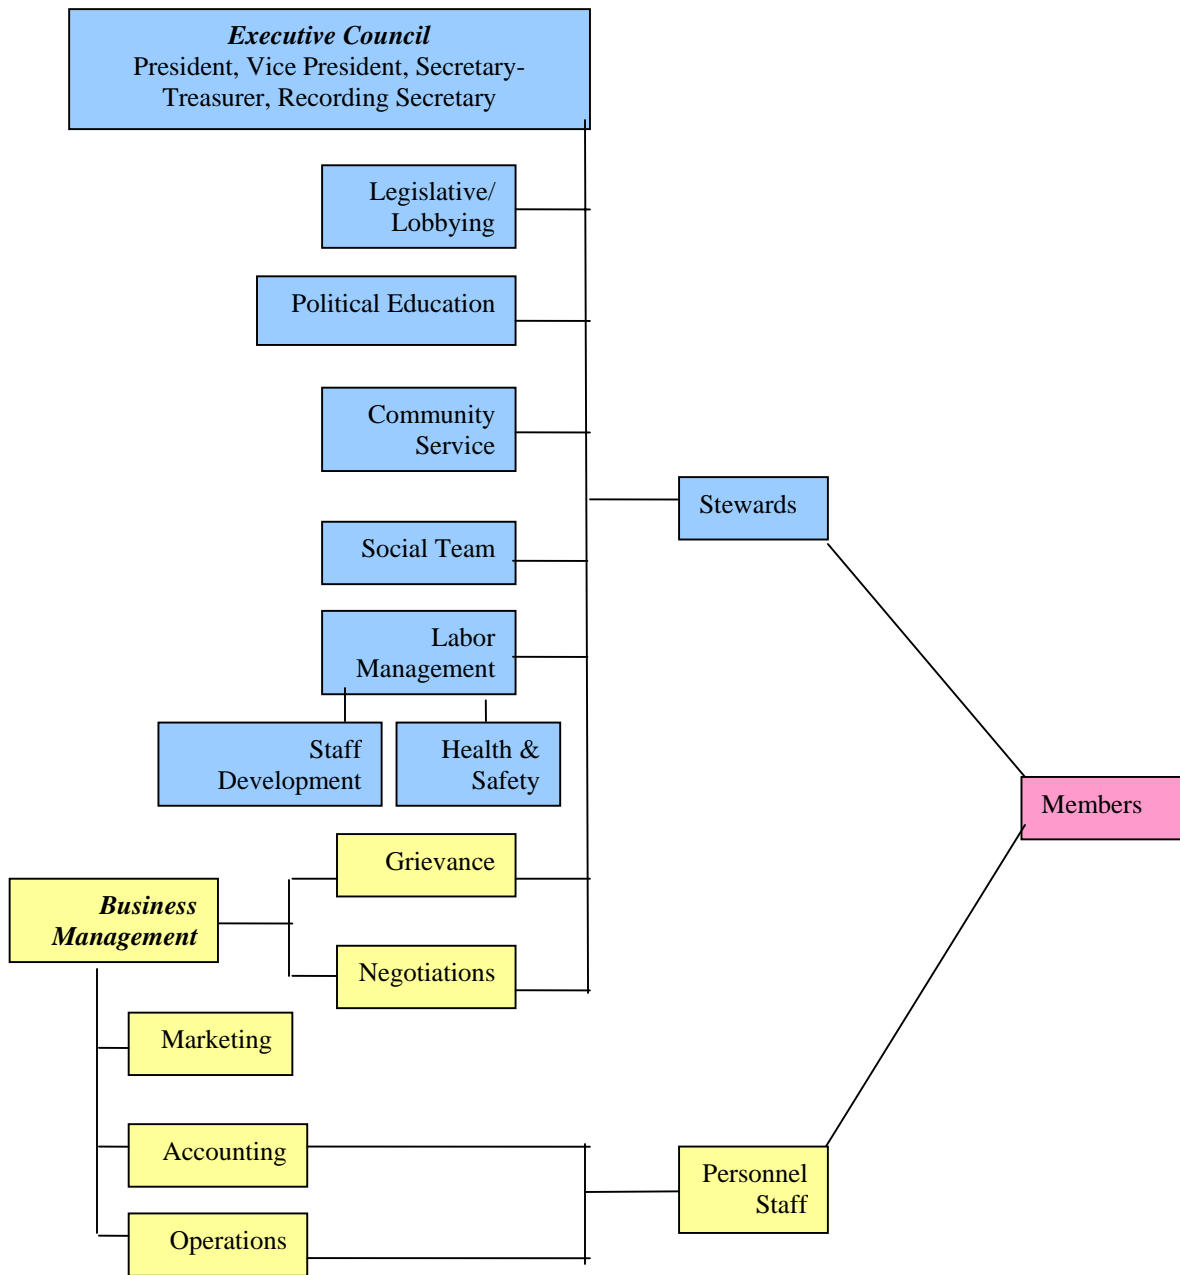 Executive Council
President, Vice President, Secretary-
Treasurer, Recording Secretary
Legislative/
Lobbying
Political Education
Community
Service
Stewards
Social Team
Labor
Management
Staff
Development
Health &
Safety
Members
Grievance
Business
Management
Negotiations
Marketing
Accounting
Personnel
Staff
Operations